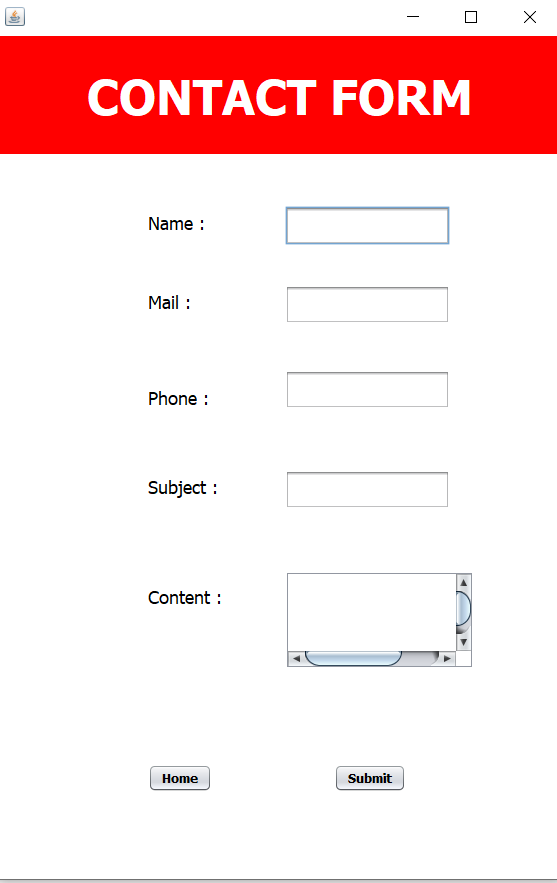 CONTACT FORM
Name :
Mail :
Phone :
Subject :
Content :
Home Submit